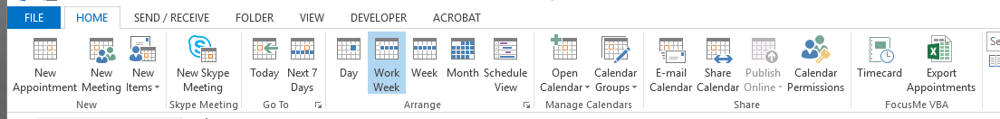 FILE HOME SEND / RECEIVE FOLDER VIEW DEVELOPER ACROBAT
New Appointment
New Meeting
New Items
New
New Skype Meeting
Skype Meeting
Today
Next 7 Days
Go To
Day
Work Week
Week
Month
Schedule View
Arrange
Open Calendar
Calendar Groups
Manage Calendars
E-mail Calendar
Share Calendar
Publish Online
Calendar Permissions
Share
Timecard
Export Appointments
FocusMe VBA